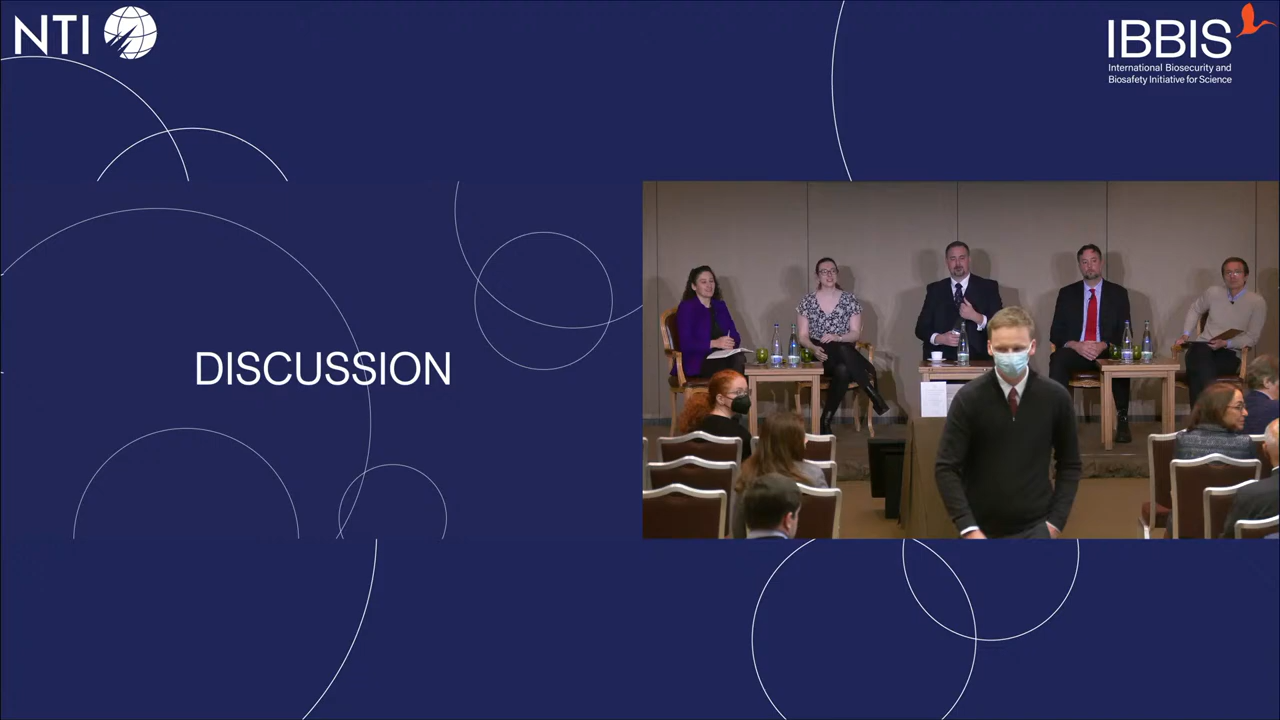 NTI
IBBIS
International Biosecurity and
Biosafety Initiative for Science
DISCUSSION